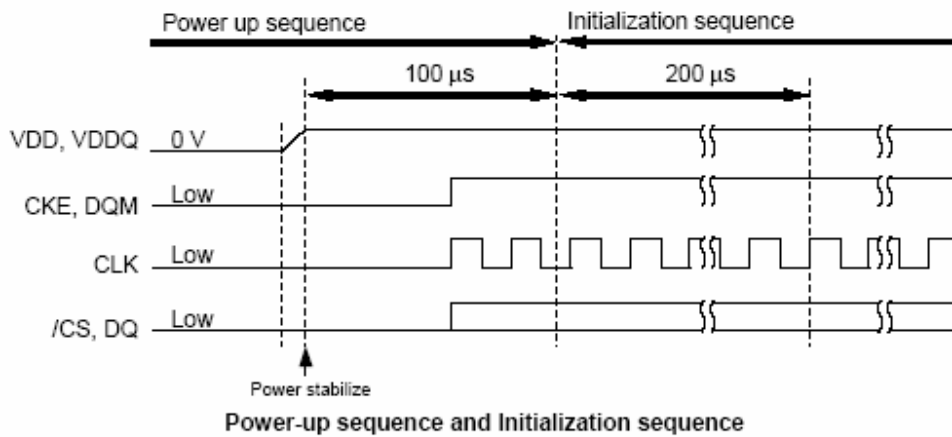 Power up sequence
Initialization sequence
100 μs
200 μs
VDD, VDDQ
0 V
CKE, DQM
Low
CLK
Low
/CS, DQ
Low
Power stabilize
Power-up sequence and Initialization sequence